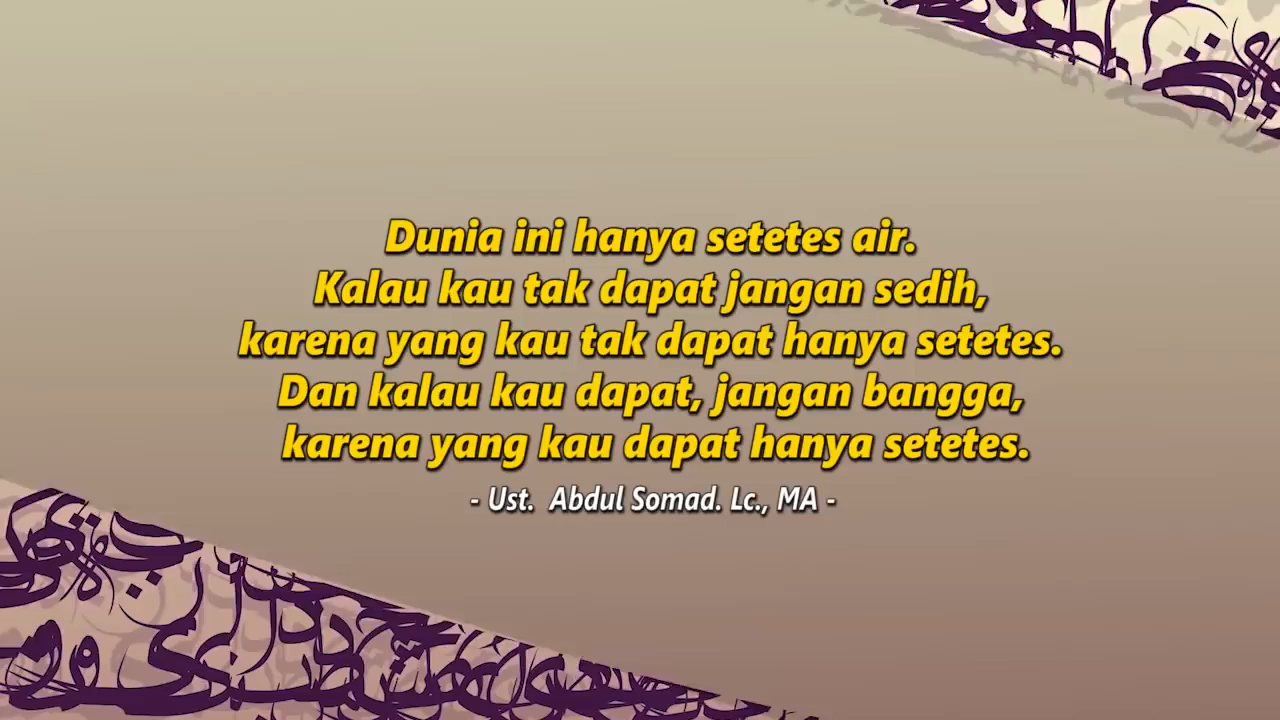 Dunia ini hanya setetes air.
Kalau kau tak dapat jangan sedih,
karena yang kau tak dapat hanya setetes.
Dan kalau kau dapat, jangan bangga,
karena yang kau dapat hanya setetes.
- Ust. Abdul Somad. Lc., MA -